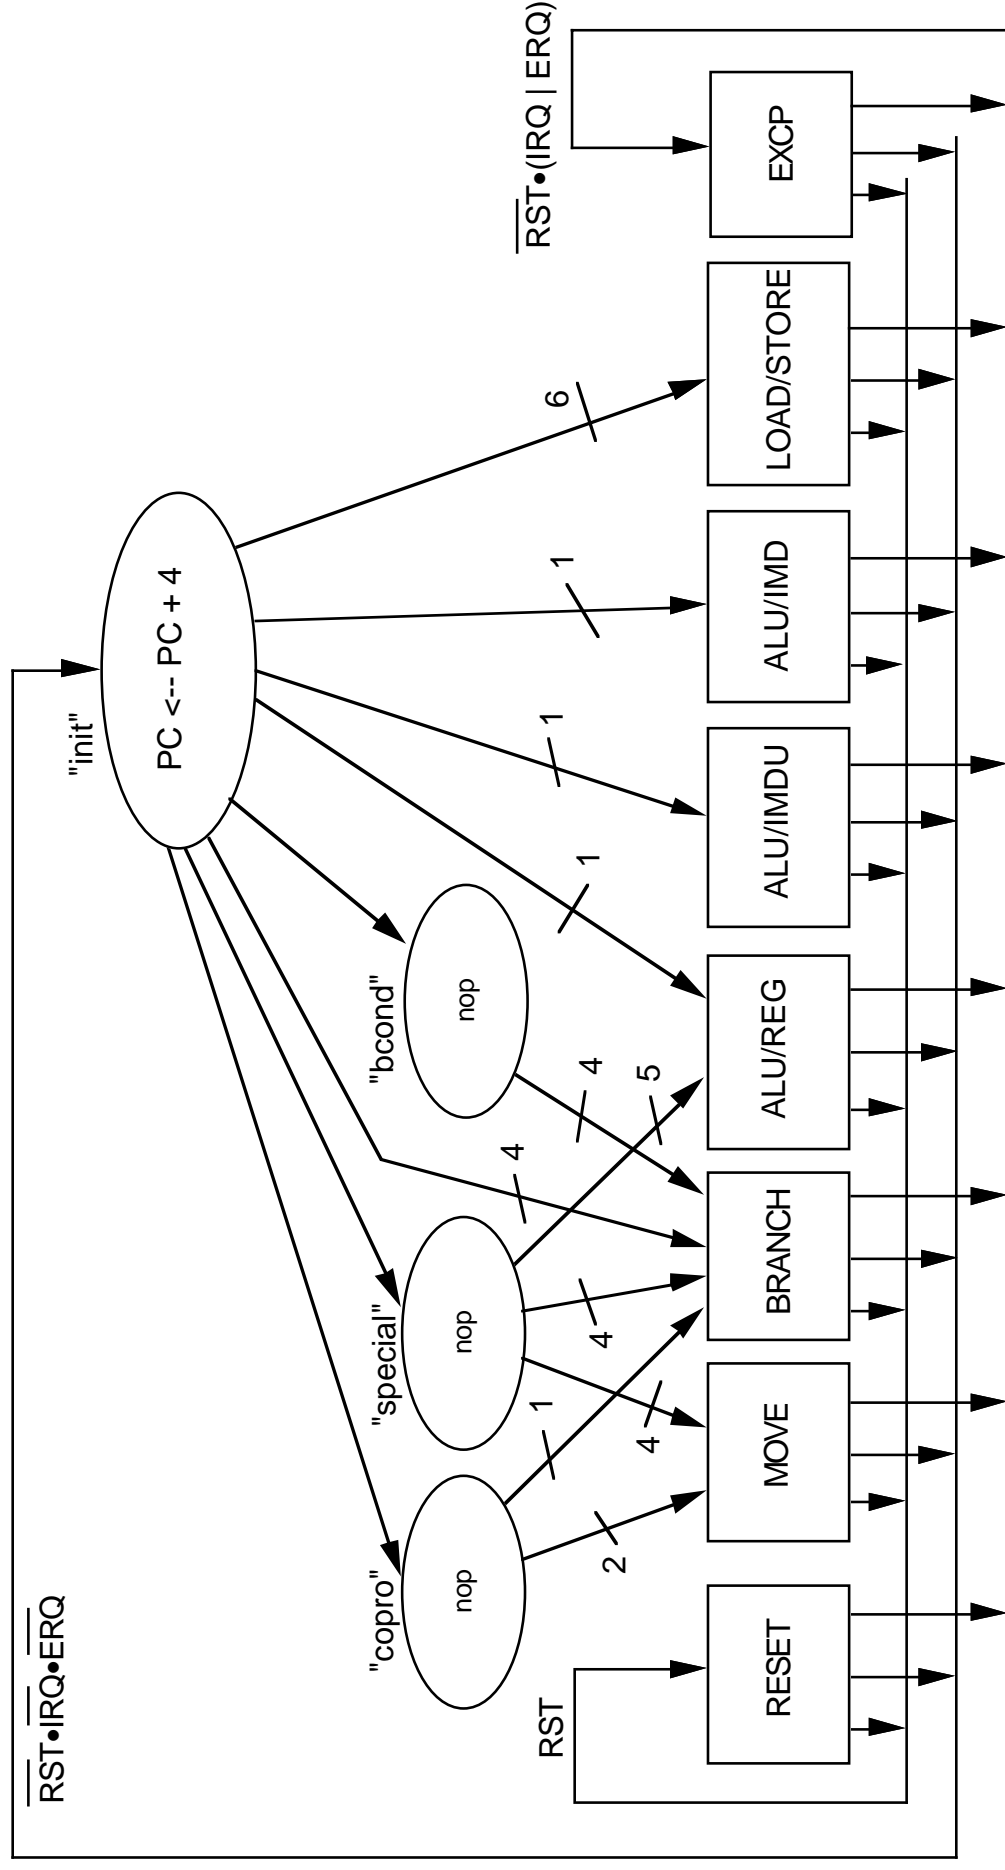 RST•IRQ•ERQ
"init"
PC <-- PC + 4
"copro"
nop
"special"
nop
"bcond"
nop
2
1
4
4
4
4
5
1
1
1
6
RST
RST•(IRQ | ERQ)
RESET
MOVE
BRANCH
ALU/REG
ALU/IMDU
ALU/IMD
LOAD/STORE
EXCP